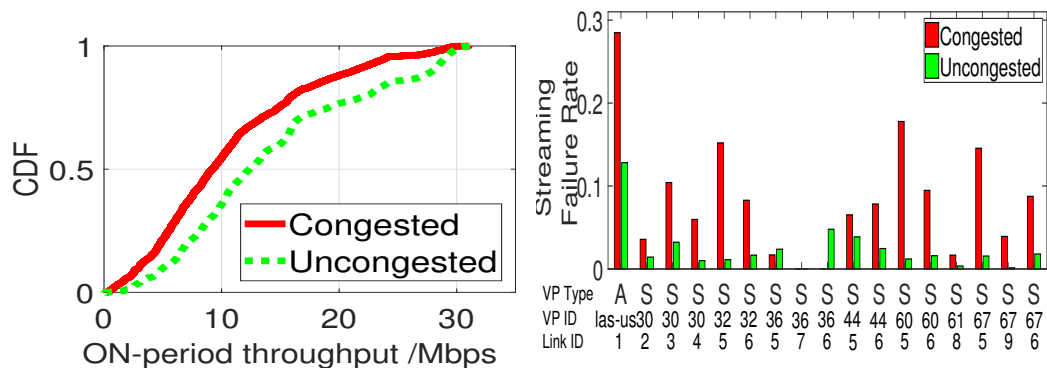 1
0.5
0
CDF
0 10 20 30
ON-period throughput /Mbps
Congested
Uncongested
0.3
0.2
0.1
0
Streaming
Failure Rate
Congested
Uncongested
VP Type A S S S S S S S S S S S S S S S S
VP ID las-us 30 30 30 32 32 36 36 36 44 44 60 60 61 67 67 67
Link ID 1 2 3 4 5 6 5 7 6 5 6 5 6 8 5 9 6